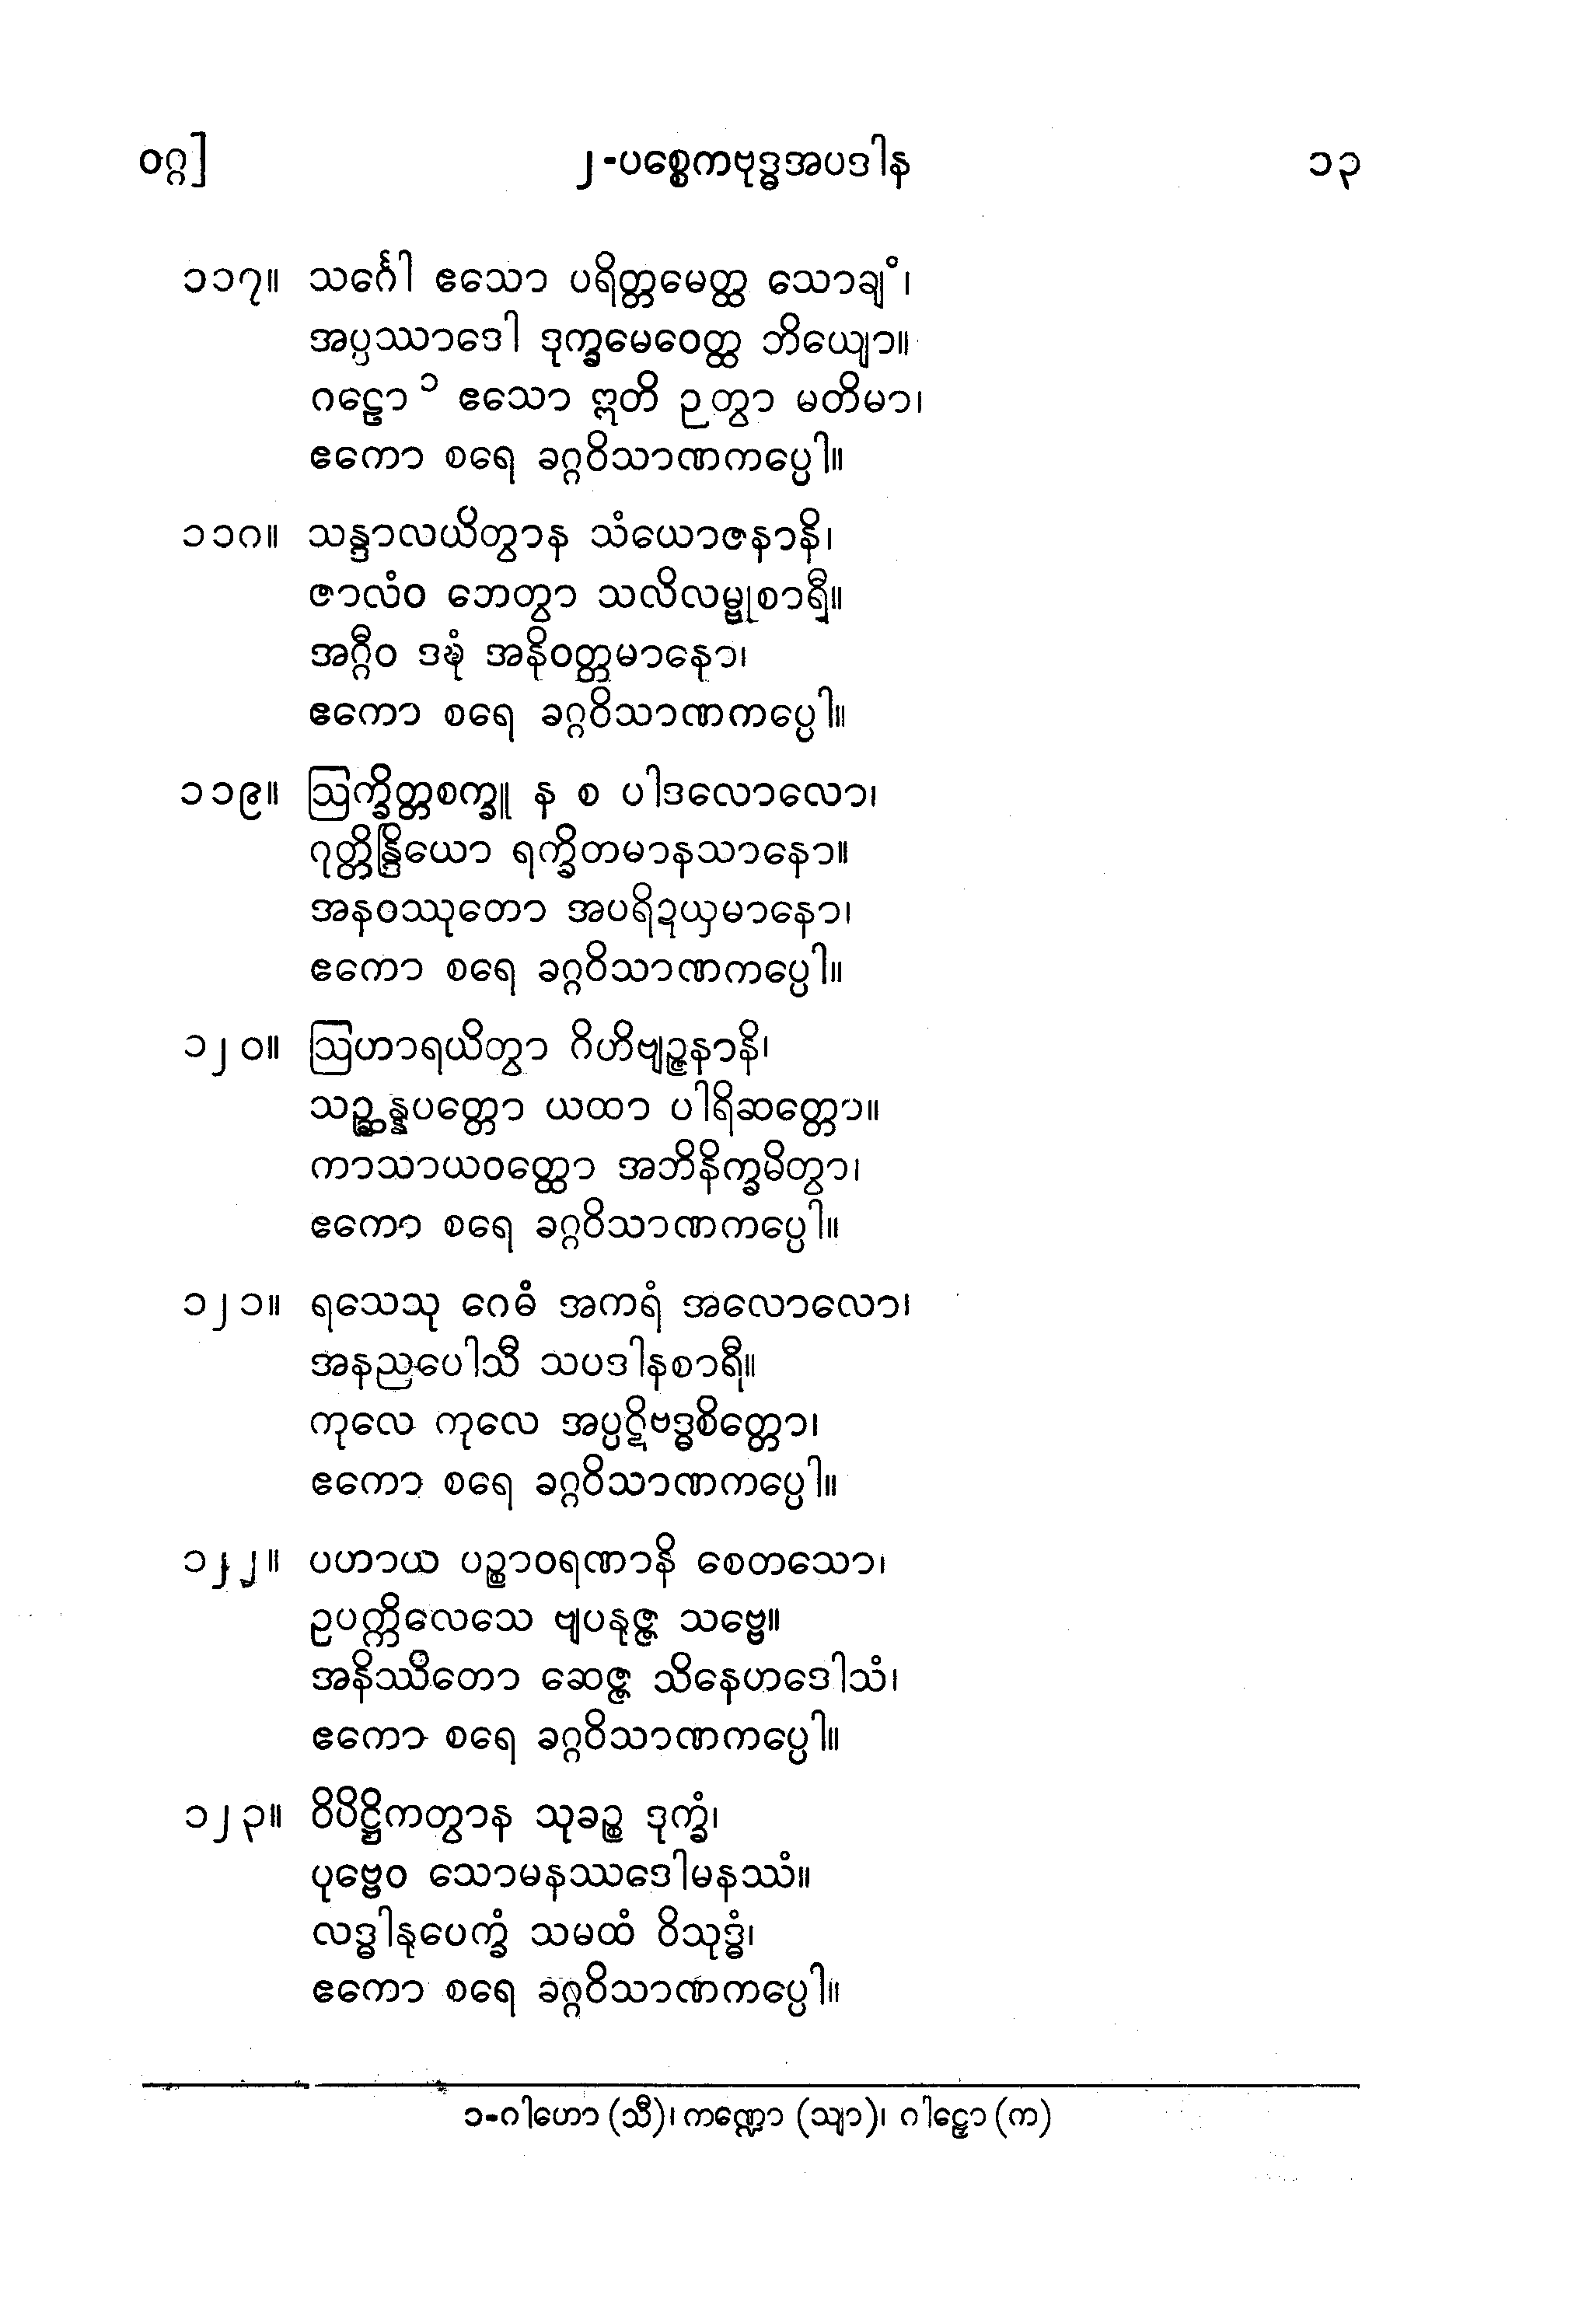 ဝဂ္ဂ]
၂-ပစ္စေကဗုဒ္ဓအပဒါန
၁၃
၁၁၇။ သင်္ဂေါ ဧသော ပရိတ္တမေတ္ထ သောချံ၊
အပ္ပဿာဒေါ ဒုက္ခမေဝေတ္ထ ဘိယျော။
ဂဠော ၁ ဧသော ဣတိ ဉတွာ မတိမာ၊
ဧကော စရေ ခဂ္ဂဝိသာဏကပ္ပေါ။
၁၁၈။ သန္ဒာလယိတွာန သံယောဇနာနိ၊
ဇာလံဝ ဘေတွာ သလိလမ္ဗုစာရီ။
အဂ္ဂီဝ ဒဍ္ဎံ အနိဝတ္တမာနော၊
ဧကော စရေ ခဂ္ဂဝိသာဏကပ္ပေါ။
၁၁၉။ ဩက္ခိတ္တစက္ခူ န စ ပါဒလောလော၊
ဂုတ္တိန္ဒြိယော ရက္ခိတမာနသာနော။
အနဝဿုတော အပရိဍယှမာနော၊
ဧကော စရေ ခဂ္ဂဝိသာဏကပ္ပေါ။
၁၂၀။ ဩဟာရယိတွာ ဂိဟိဗျဉ္ဇနာနိ၊
သဉ္ဆန္နပတ္တော ယထာ ပါရိဆတ္တော။
ကာသာယဝတ္ထော အဘိနိက္ခမိတွာ၊
ဧကော စရေ ခဂ္ဂဝိသာဏကပ္ပေါ။
၁၂၁။ ရသေသု ဂေဓံ အကရံ အလောလော၊
အနညပေါသီ သပဒါနစာရီ။
ကုလေ ကုလေ အပ္ပဋိဗဒ္ဓစိတ္တော၊
ဧကော စရေ ခဂ္ဂဝိသာဏကပ္ပေါ။
၁၂၂။ ပဟာယ ပဉ္စာဝရဏာနိ စေတသော၊
ဥပက္ကိလေသေ ဗျပနုဇ္ဇ သဗ္ဗေ။
အနိဿိတော ဆေဇ္ဇ သိနေဟဒေါသံ၊
ဧကော စရေ ခဂ္ဂဝိသာဏကပ္ပေါ။
၁၂၃။ ဝိပိဋ္ဌိကတွာန သုခဉ္စ ဒုက္ခံ၊
ပုဗ္ဗေဝ သောမနဿဒေါမနဿံ။
လဒ္ဓါနုပေက္ခံ သမထံ ဝိသုဒ္ဓံ၊
ဧကော စရေ ခဂ္ဂဝိသာဏကပ္ပေါ။
၁-ဂါဟော (သီ)၊ ကဏ္ဍော (သျာ)၊ ဂါဠှော (က)